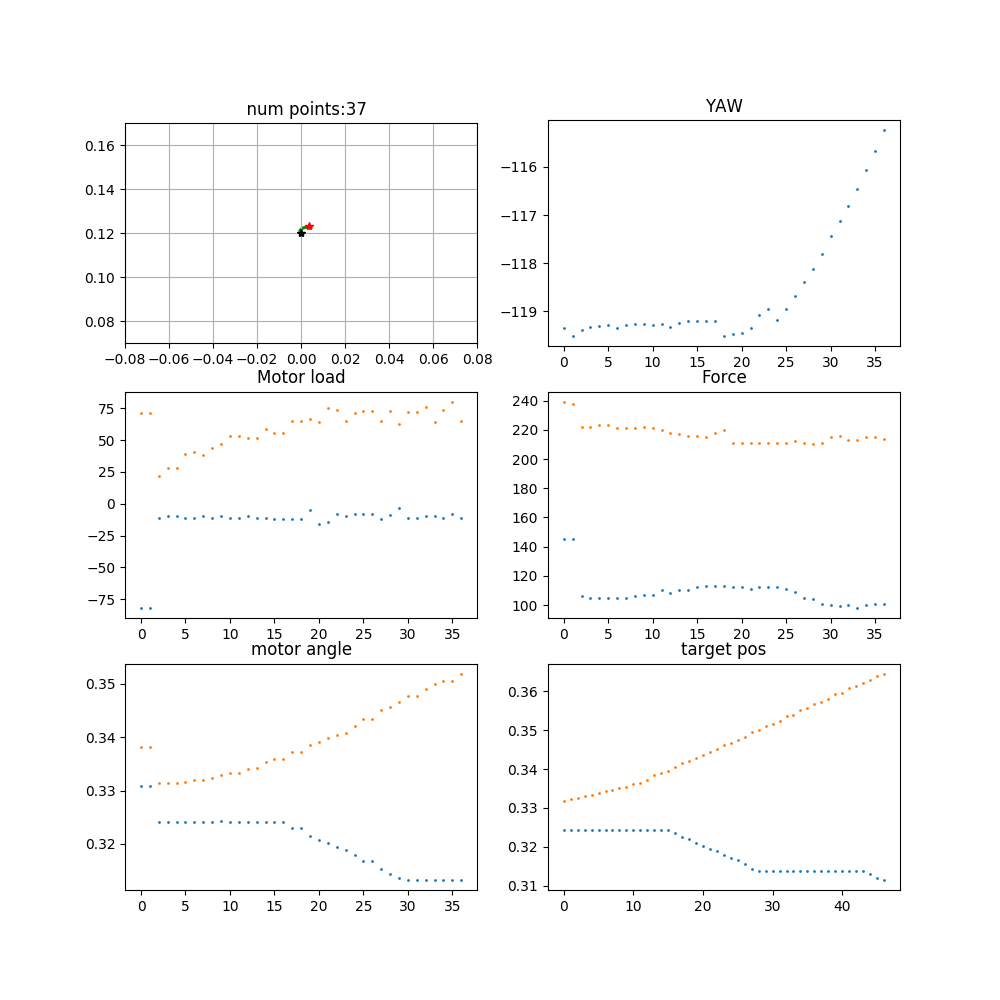 num points:37
YAW
0.16
0.14
0.12
0.10
0.08
−0.08 −0.06 −0.04 −0.02 0.00 0.02 0.04 0.06 0.08
−116
−117
−118
−119
0 5 10 15 20 25 30 35
Motor load
Force
75
50
25
0
−25
−50
−75
0 5 10 15 20 25 30 35
240
220
200
180
160
140
120
100
0 5 10 15 20 25 30 35
motor angle
target pos
0.35
0.34
0.33
0.32
0 5 10 15 20 25 30 35
0.36
0.35
0.34
0.33
0.32
0.31
0 10 20 30 40